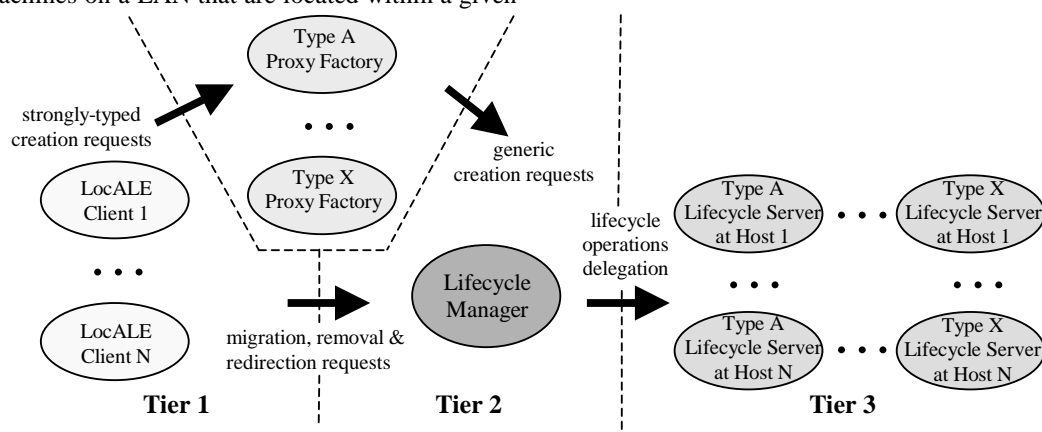 machines on a LAN that are located within a given
Type A
Proxy Factory
strongly-typed
creation requests
• • •
generic
creation requests
Type X
Proxy Factory
LocALE
Client 1
• • •
LocALE
Client N
Lifecycle
Manager
migration, removal &
redirection requests
lifecycle
operations
delegation
Type A
Lifecycle Server
at Host 1
• • •
Type X
Lifecycle Server
at Host 1
• • •
• • •
Type A
Lifecycle Server
at Host N
• • •
Type X
Lifecycle Server
at Host N
Tier 1
Tier 2
Tier 3